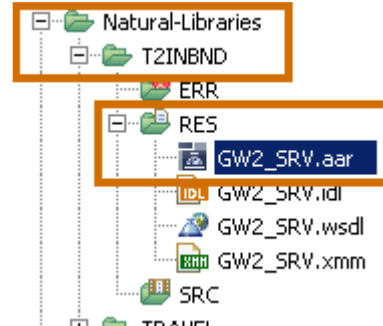 Natural-Libraries
T2INBND
ERR
RES
GW2_SRV.aar
GW2_SRV.idl
GW2_SRV.wsdl
GW2_SRV.xmm
SRC